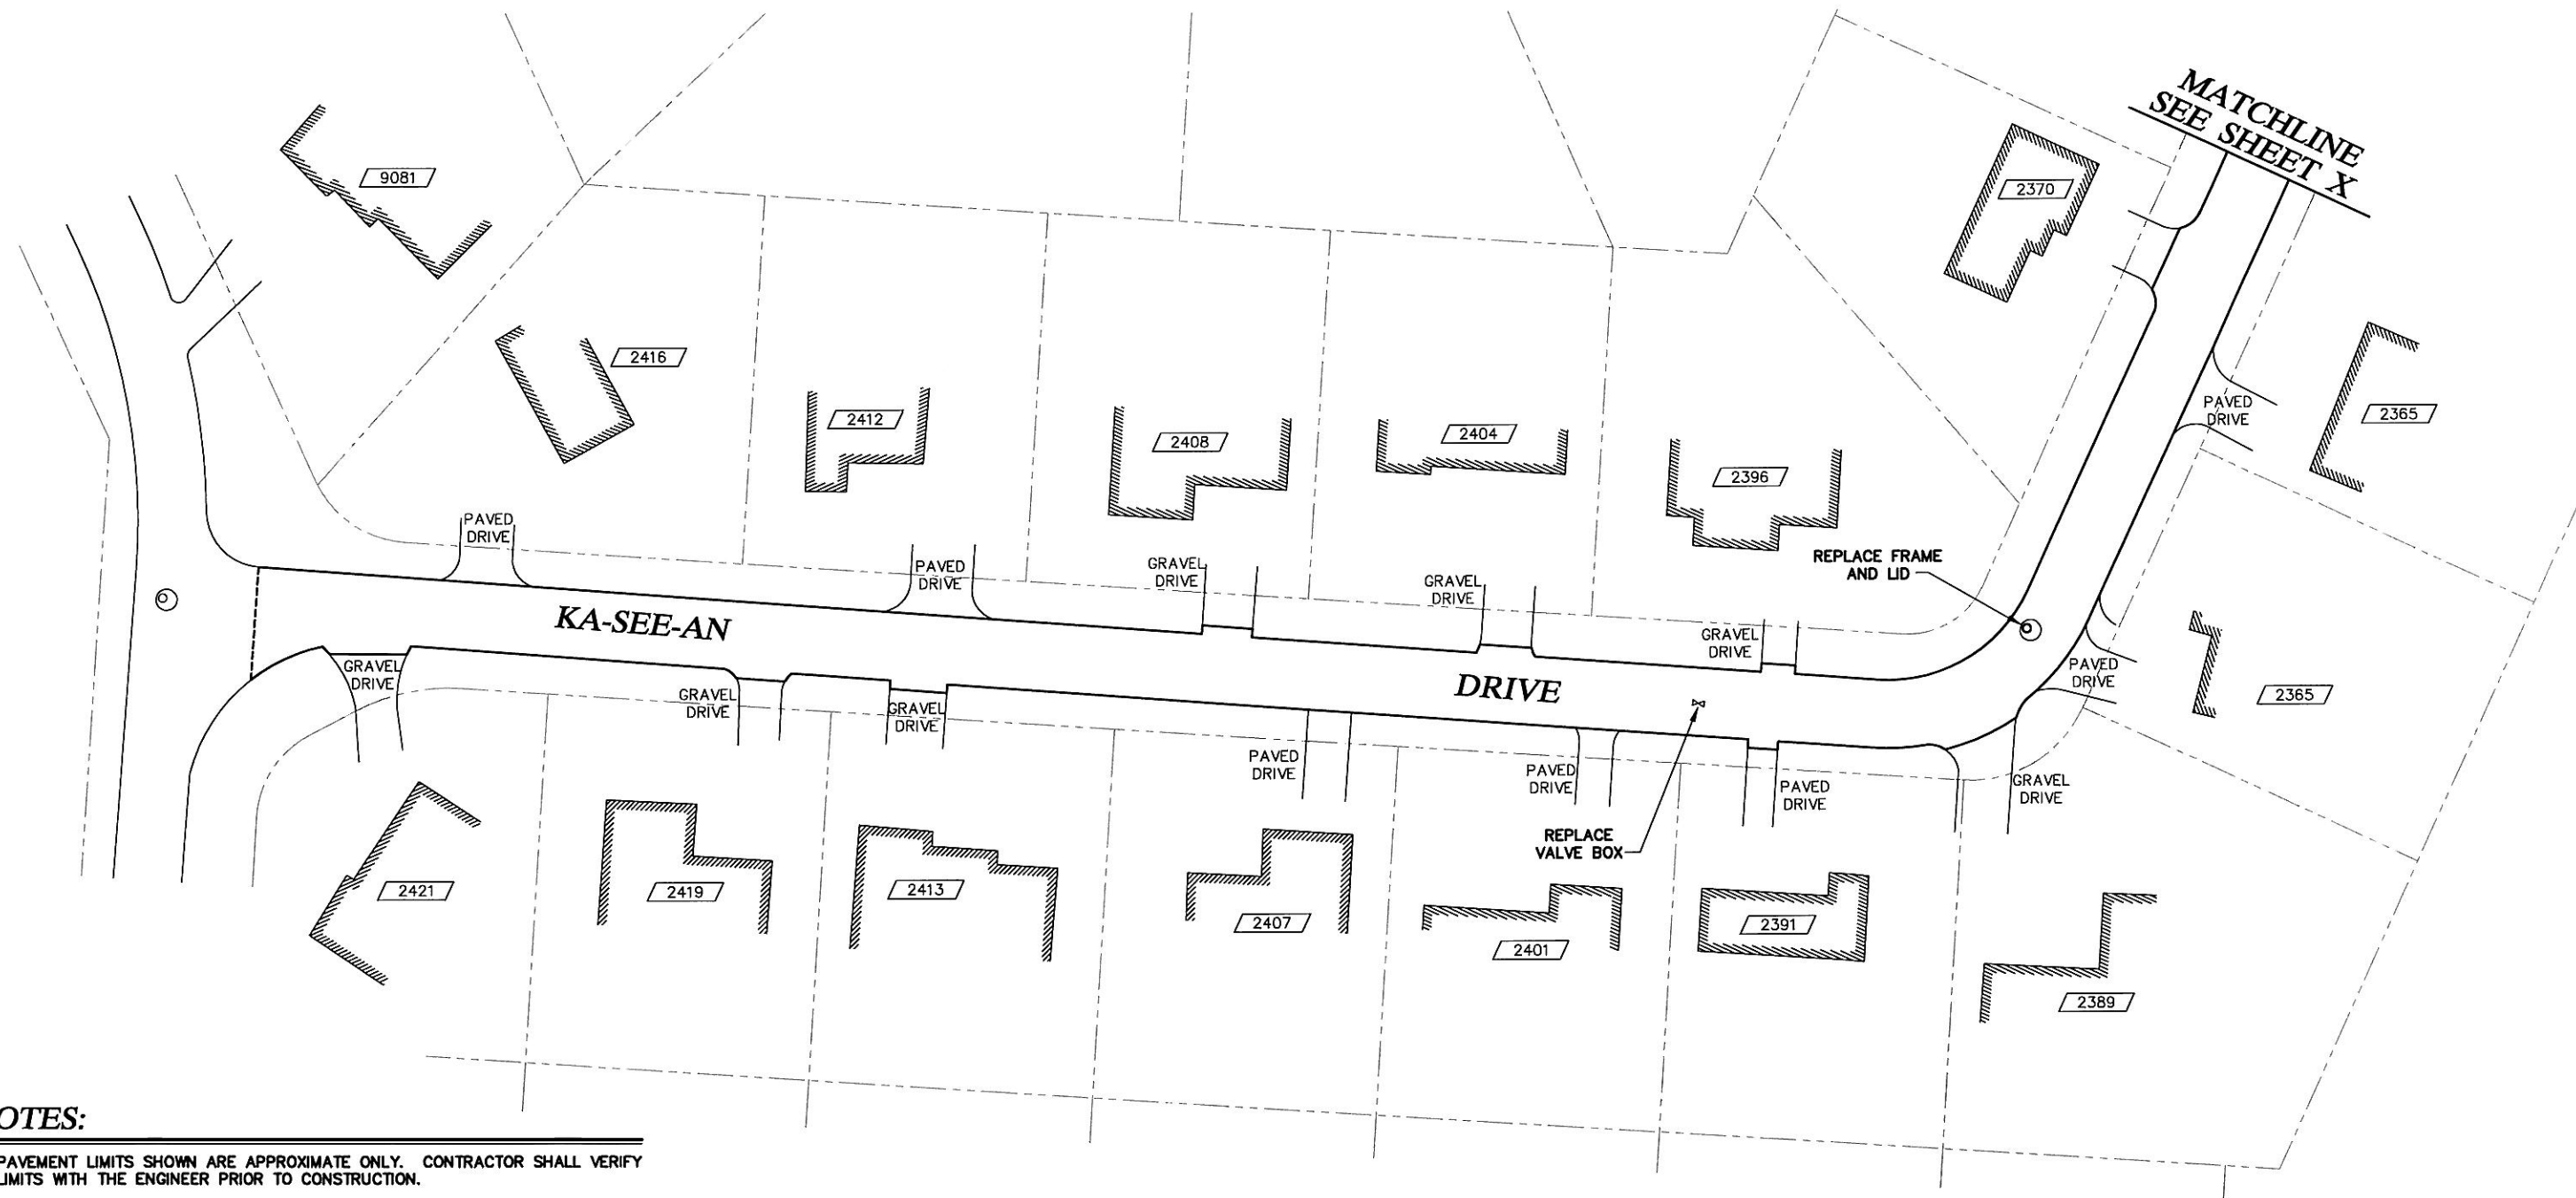 MATCHLINE
SEE SHEET X
9081
2370
2416
2412
2408
2404
2396
2365
PAVED
DRIVE
PAVED
DRIVE
PAVED
DRIVE
GRAVEL
DRIVE
GRAVEL
DRIVE
GRAVEL
DRIVE
REPLACE FRAME
AND LID
KA-SEE-AN
DRIVE
GRAVEL
DRIVE
GRAVEL
DRIVE
GRAVEL
DRIVE
PAVED
DRIVE
PAVED
DRIVE
PAVED
DRIVE
GRAVEL
DRIVE
PAVED
DRIVE
2365
REPLACE
VALVE BOX
2421
2419
2413
2407
2401
2391
2389
OTES:
PAVEMENT LIMITS SHOWN ARE APPROXIMATE ONLY. CONTRACTOR SHALL VERIFY
LIMITS WITH THE ENGINEER PRIOR TO CONSTRUCTION.